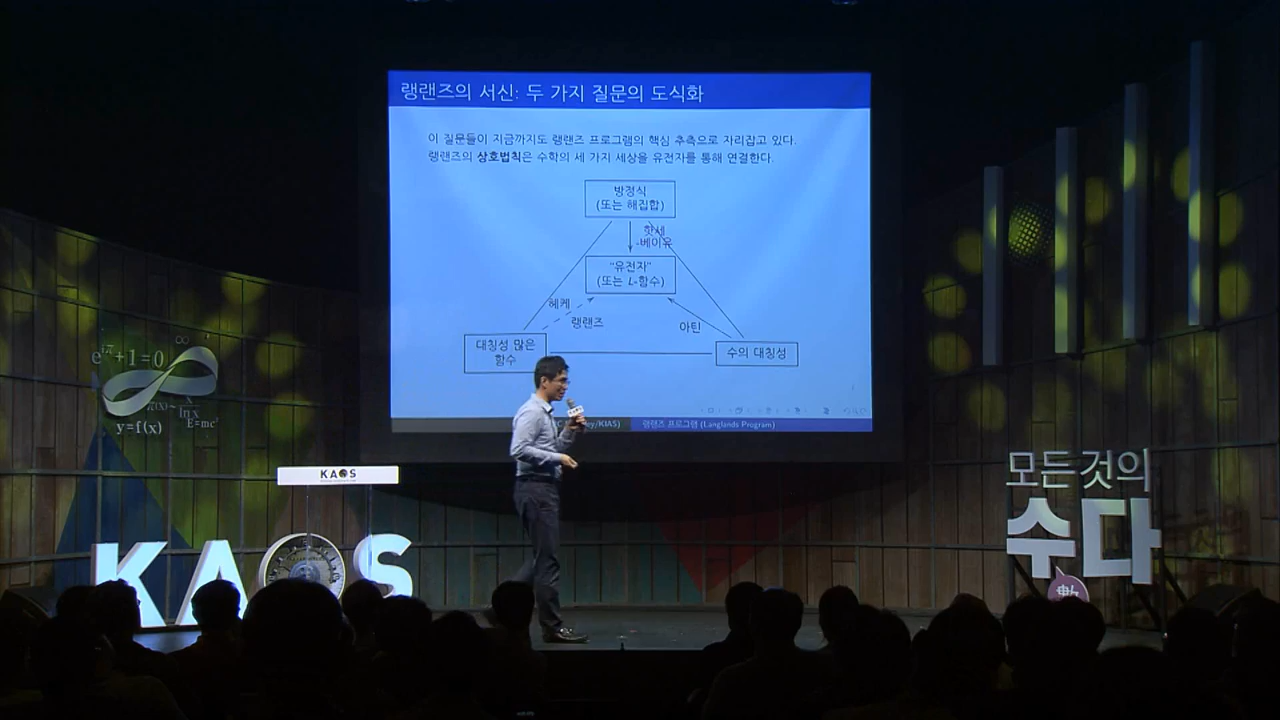 랭랜즈의 서신: 두 가지 질문의 도식화
이 질문들이 지금까지도 랭랜즈 프로그램의 핵심 추측으로 자리잡고 있다.
랭랜즈의 상호법칙은 수학의 세 가지 세상을 유전자를 통해 연결한다.
방정식
(또는 해집합)
핫세
-베이유
"유전자"
(또는 L-함수)
헤케
랭랜즈
아틴
대칭성 많은
함수
수의 대칭성
ey/KIAS)
랭랜즈 프로그램 (Langlands Program)
∞
e^{iπ}+1=0
π(x)~
x
ln x
E=mc²
y=f(x)
KAOS
KAOS
모든것의
수다
數